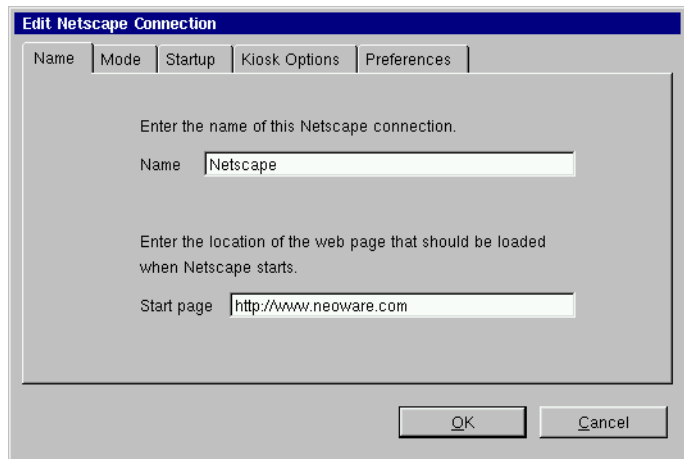 Edit Netscape Connection
Name Mode Startup Kiosk Options Preferences
Enter the name of this Netscape connection.
Name Netscape
Enter the location of the web page that should be loaded
when Netscape starts.
Start page http://www.neoware.com
OK Cancel